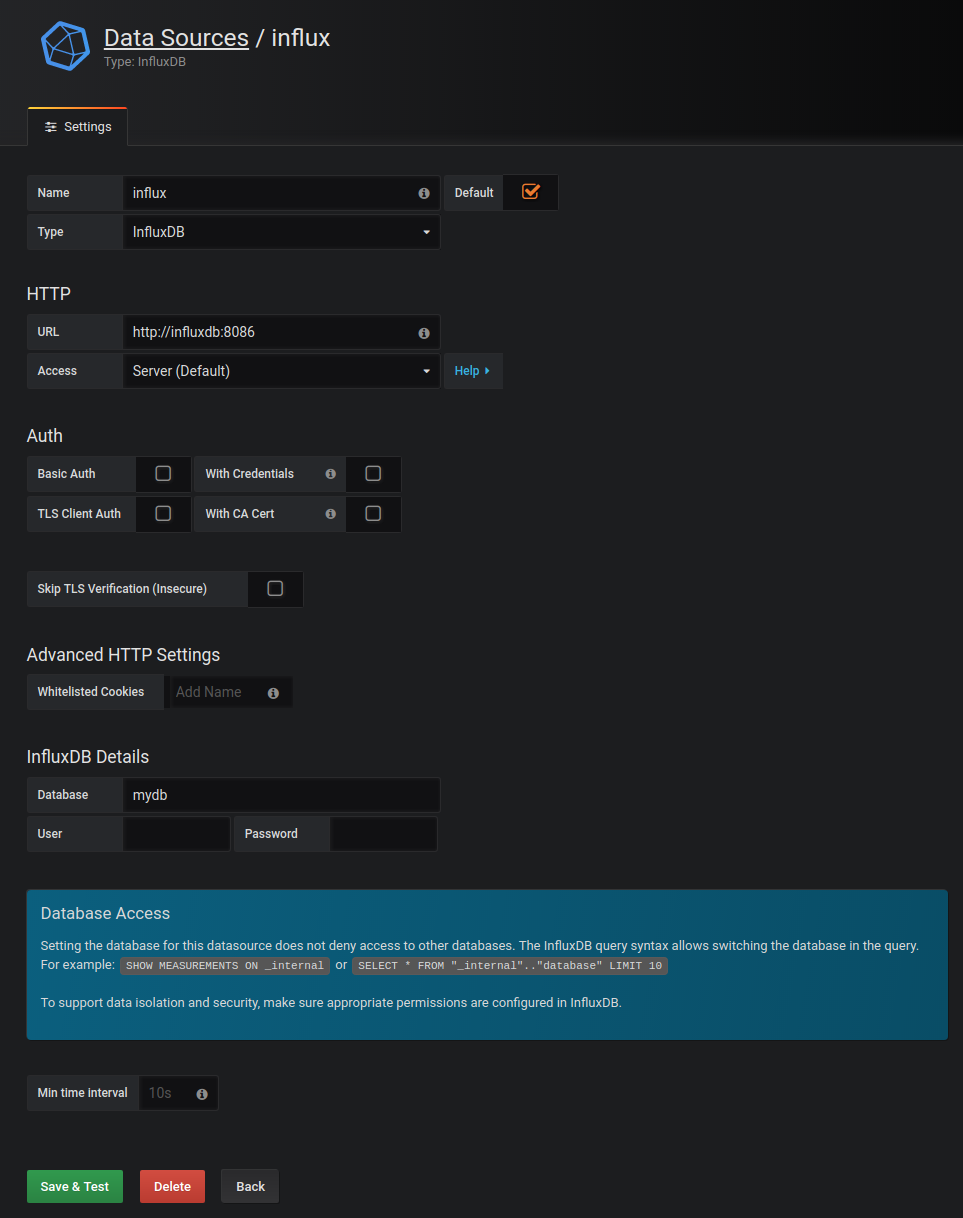 Data Sources / influx
Type: InfluxDB
Settings
Name influx Default
Type InfluxDB
HTTP
URL http://influxdb:8086
Access Server (Default) Help
Auth
Basic Auth With Credentials
TLS Client Auth With CA Cert
Skip TLS Verification (Insecure)
Advanced HTTP Settings
Whitelisted Cookies Add Name
InfluxDB Details
Database mydb
User Password
Database Access
Setting the database for this datasource does not deny access to other databases. The InfluxDB query syntax allows switching the database in the query.
For example: SHOW MEASUREMENTS ON _internal or SELECT * FROM "_internal".."database" LIMIT 10
To support data isolation and security, make sure appropriate permissions are configured in InfluxDB.
Min time interval 10s
Save & Test Delete Back